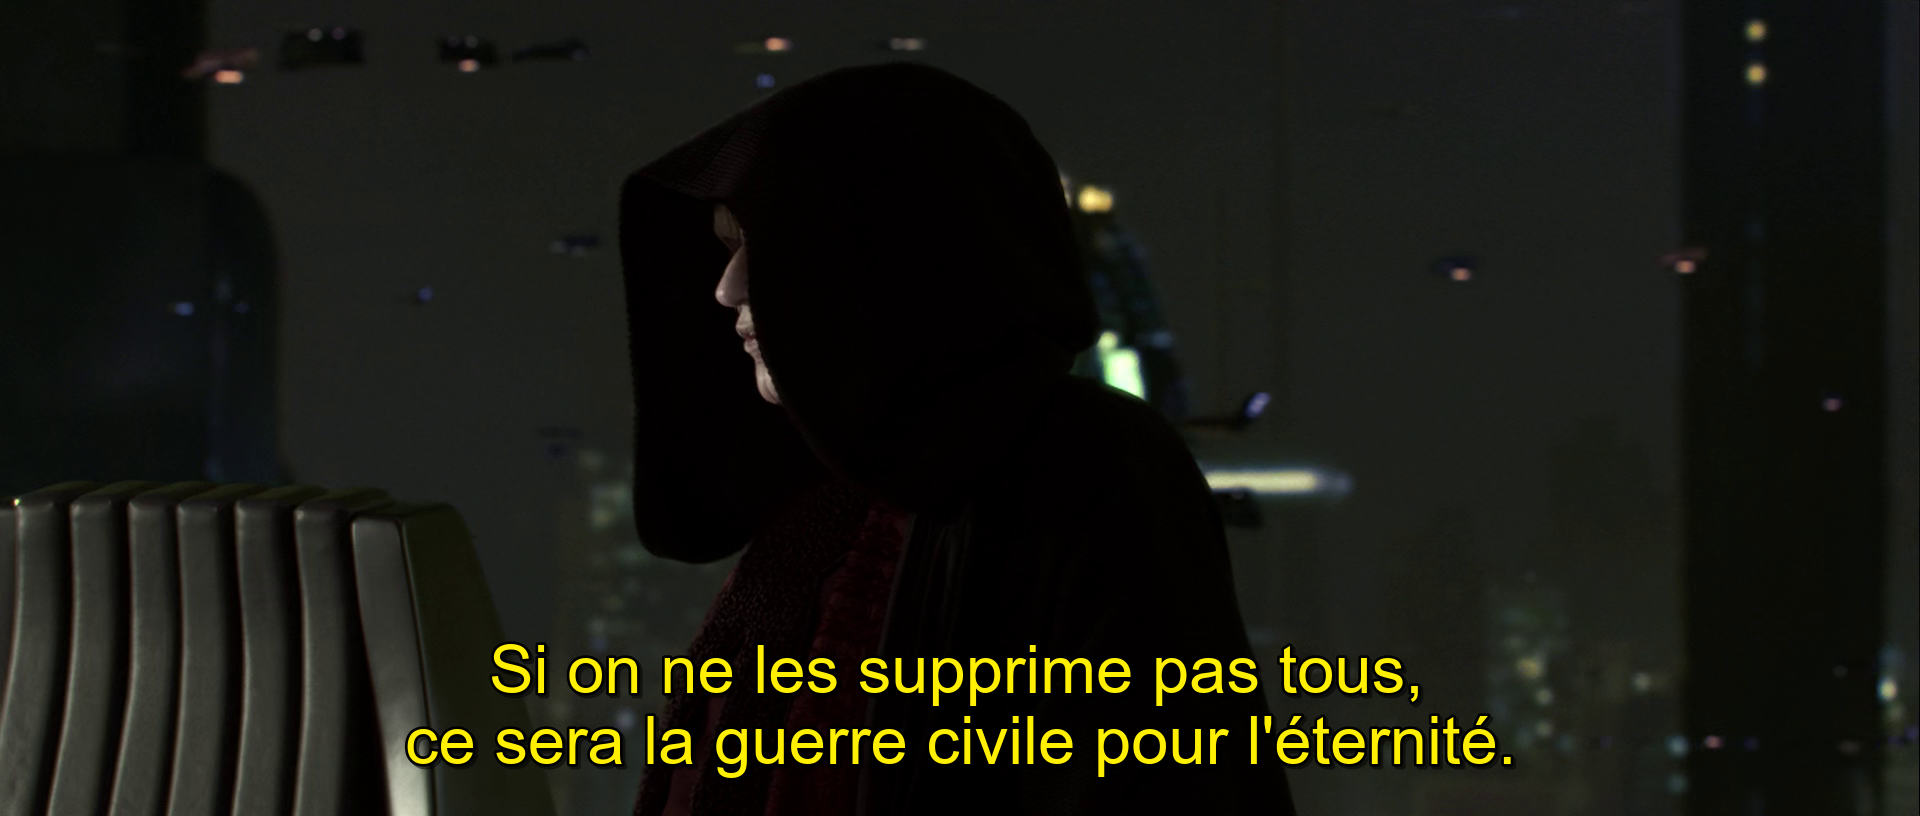 Si on ne les supprime pas tous,
ce sera la guerre civile pour l'éternité.